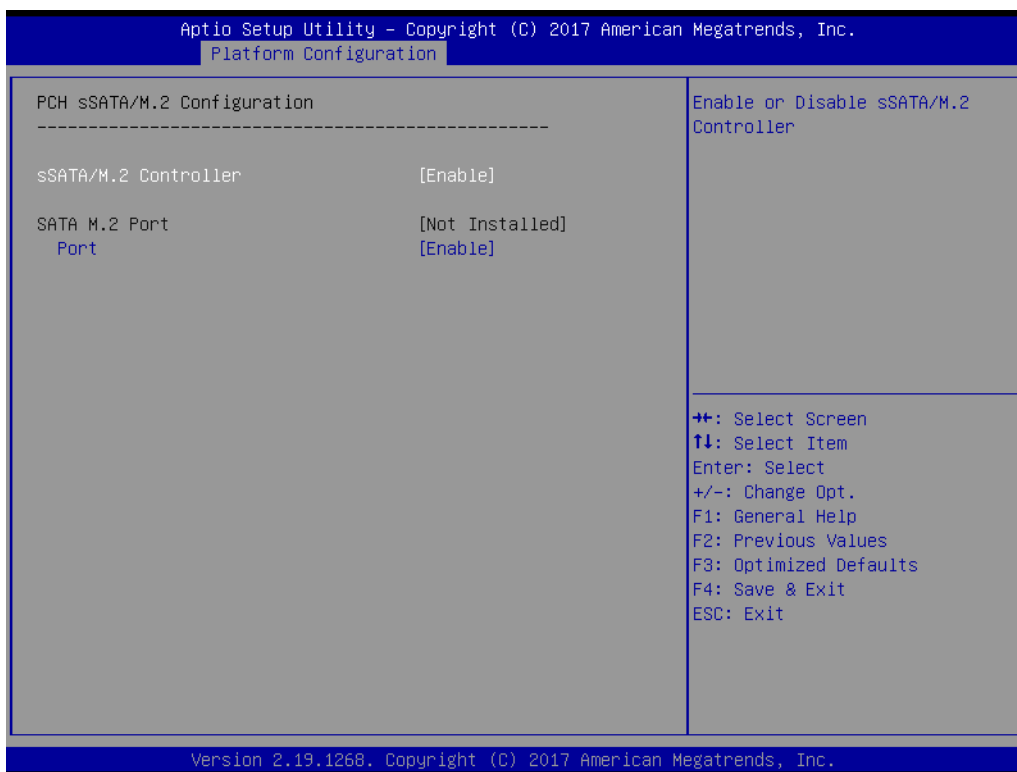 Aptio Setup Utility – Copyright (C) 2017 American Megatrends, Inc.
Platform Configuration
PCH sSATA/M.2 Configuration
--------------------------------------------------
sSATA/M.2 Controller [Enable]
SATA M.2 Port [Not Installed]
Port [Enable]
Enable or Disable sSATA/M.2
Controller
→←: Select Screen
↑↓: Select Item
Enter: Select
+/-: Change Opt.
F1: General Help
F2: Previous Values
F3: Optimized Defaults
F4: Save & Exit
ESC: Exit
Version 2.19.1268. Copyright (C) 2017 American Megatrends, Inc.